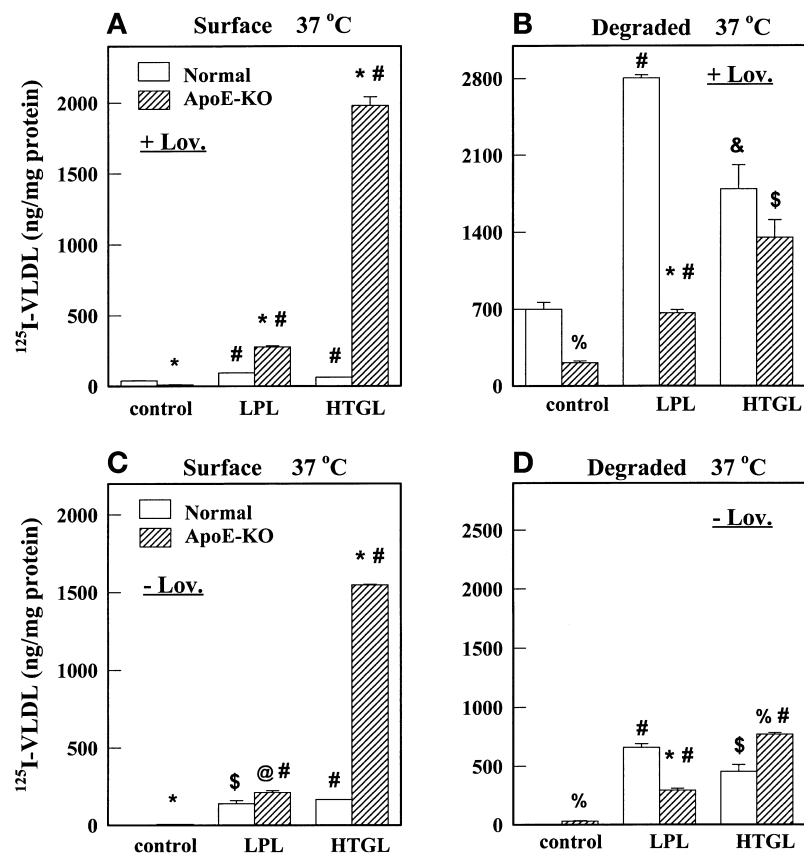 A Surface 37 °C
¹²⁵I-VLDL (ng/mg protein)
2000
1500
1000
500
0
Normal
ApoE-KO
+ Lov.
*
#
* #
#
* #
control LPL HTGL
B Degraded 37 °C
2800
2100
1400
700
0
+ Lov.
%
#
* #
&
$
control LPL HTGL
C Surface 37 °C
¹²⁵I-VLDL (ng/mg protein)
2000
1500
1000
500
0
Normal
ApoE-KO
- Lov.
*
$
@ #
#
* #
control LPL HTGL
D Degraded 37 °C
2500
2000
1500
1000
500
0
- Lov.
%
#
* #
$
% #
control LPL HTGL